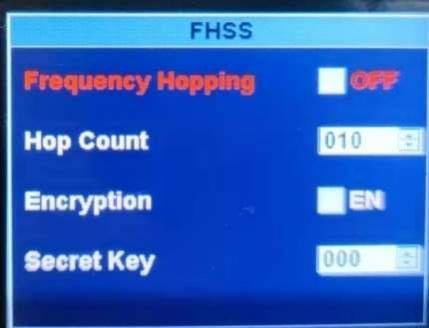 FHSS
Frequency Hopping OFF
Hop Count 010
Encryption EN
Secret Key 000